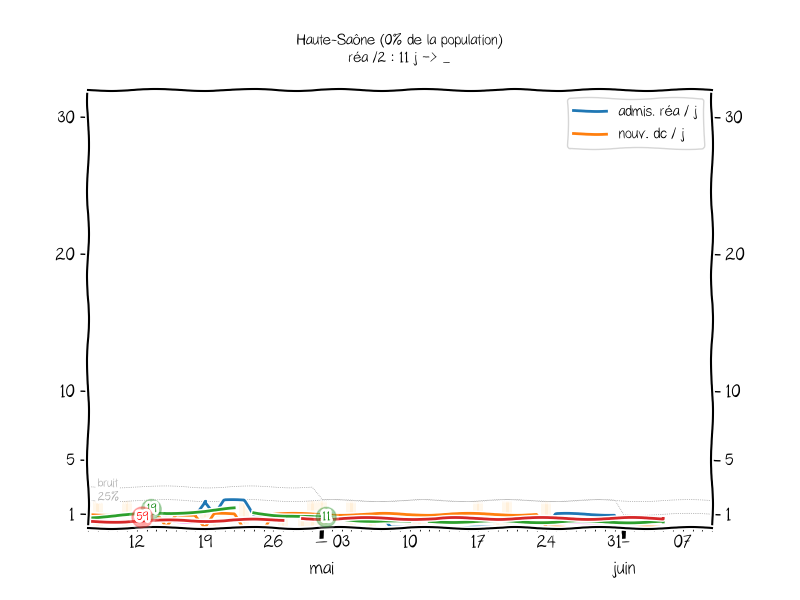 Haute-Saône (0% de la population)
réa /2 : 11 j -> _
30
30
admis. réa / j
nouv. dc / j
20
20
10
10
5
5
bruit
25%
19
59
11
1
1
12 19 26 03 10 17 24 31 07
mai juin